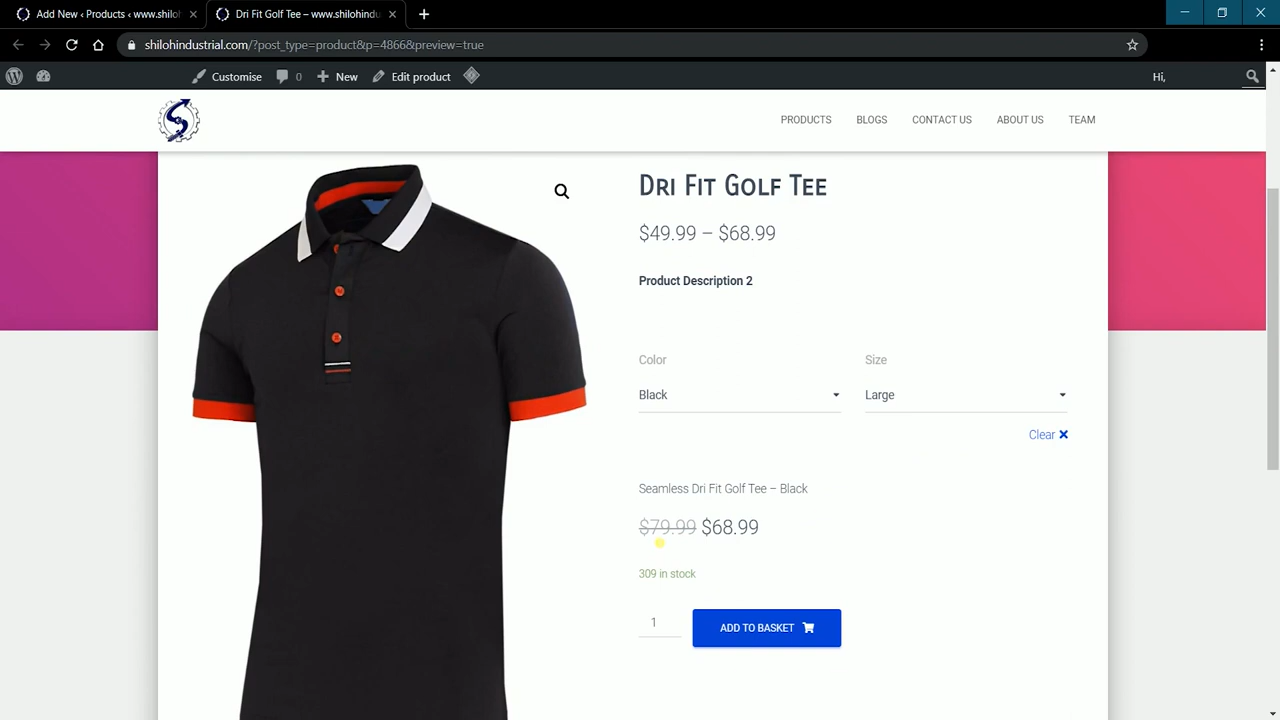 Add New ‹ Products ‹ www.shiloh
Dri Fit Golf Tee – www.shilohindu
shilohindustrial.com/?post_type=product&p=4866&preview=true
Customise 0 New Edit product Hi,
PRODUCTS BLOGS CONTACT US ABOUT US TEAM
Dri Fit Golf Tee
$49.99 – $68.99
Product Description 2
Color Size
Black Large
Clear
Seamless Dri Fit Golf Tee – Black
$79.99 $68.99
309 in stock
1 ADD TO BASKET